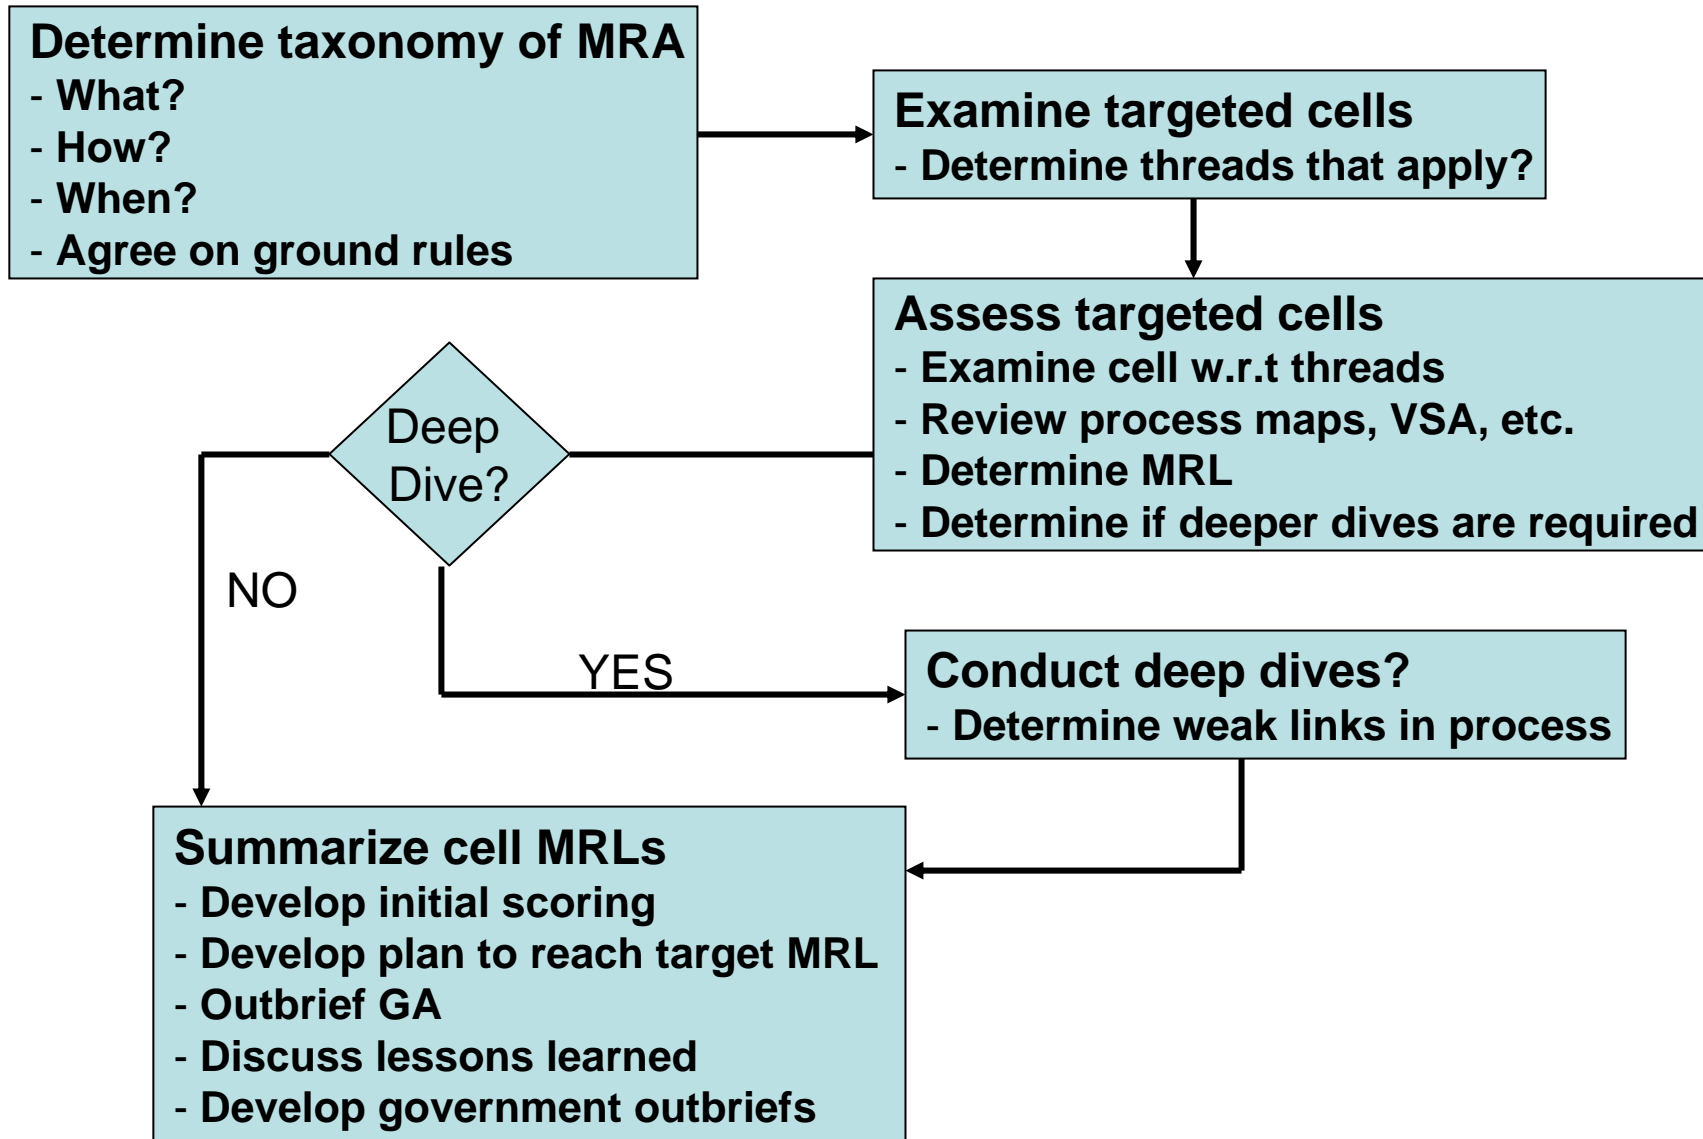 Determine taxonomy of MRA
- What?
- How?
- When?
- Agree on ground rules
Examine targeted cells
- Determine threads that apply?
Assess targeted cells
- Examine cell w.r.t threads
- Review process maps, VSA, etc.
- Determine MRL
- Determine if deeper dives are required
Deep
Dive?
NO
YES
Conduct deep dives?
- Determine weak links in process
Summarize cell MRLs
- Develop initial scoring
- Develop plan to reach target MRL
- Outbrief GA
- Discuss lessons learned
- Develop government outbriefs